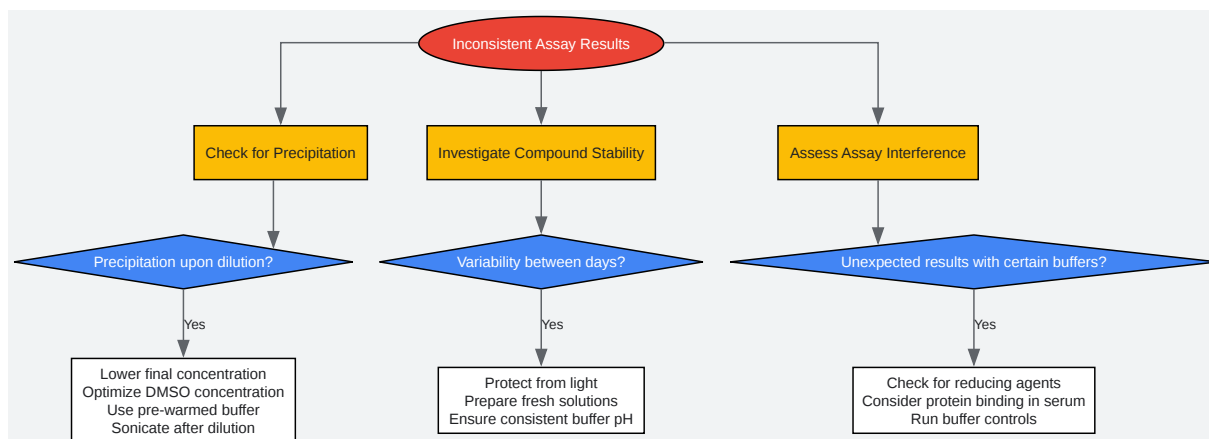 Inconsistent Assay Results
Check for Precipitation
Investigate Compound Stability
Assess Assay Interference
Precipitation upon dilution?
Variability between days?
Unexpected results with certain buffers?
Yes
Yes
Yes
Lower final concentration
Optimize DMSO concentration
Use pre-warmed buffer
Sonicate after dilution
Protect from light
Prepare fresh solutions
Ensure consistent buffer pH
Check for reducing agents
Consider protein binding in serum
Run buffer controls